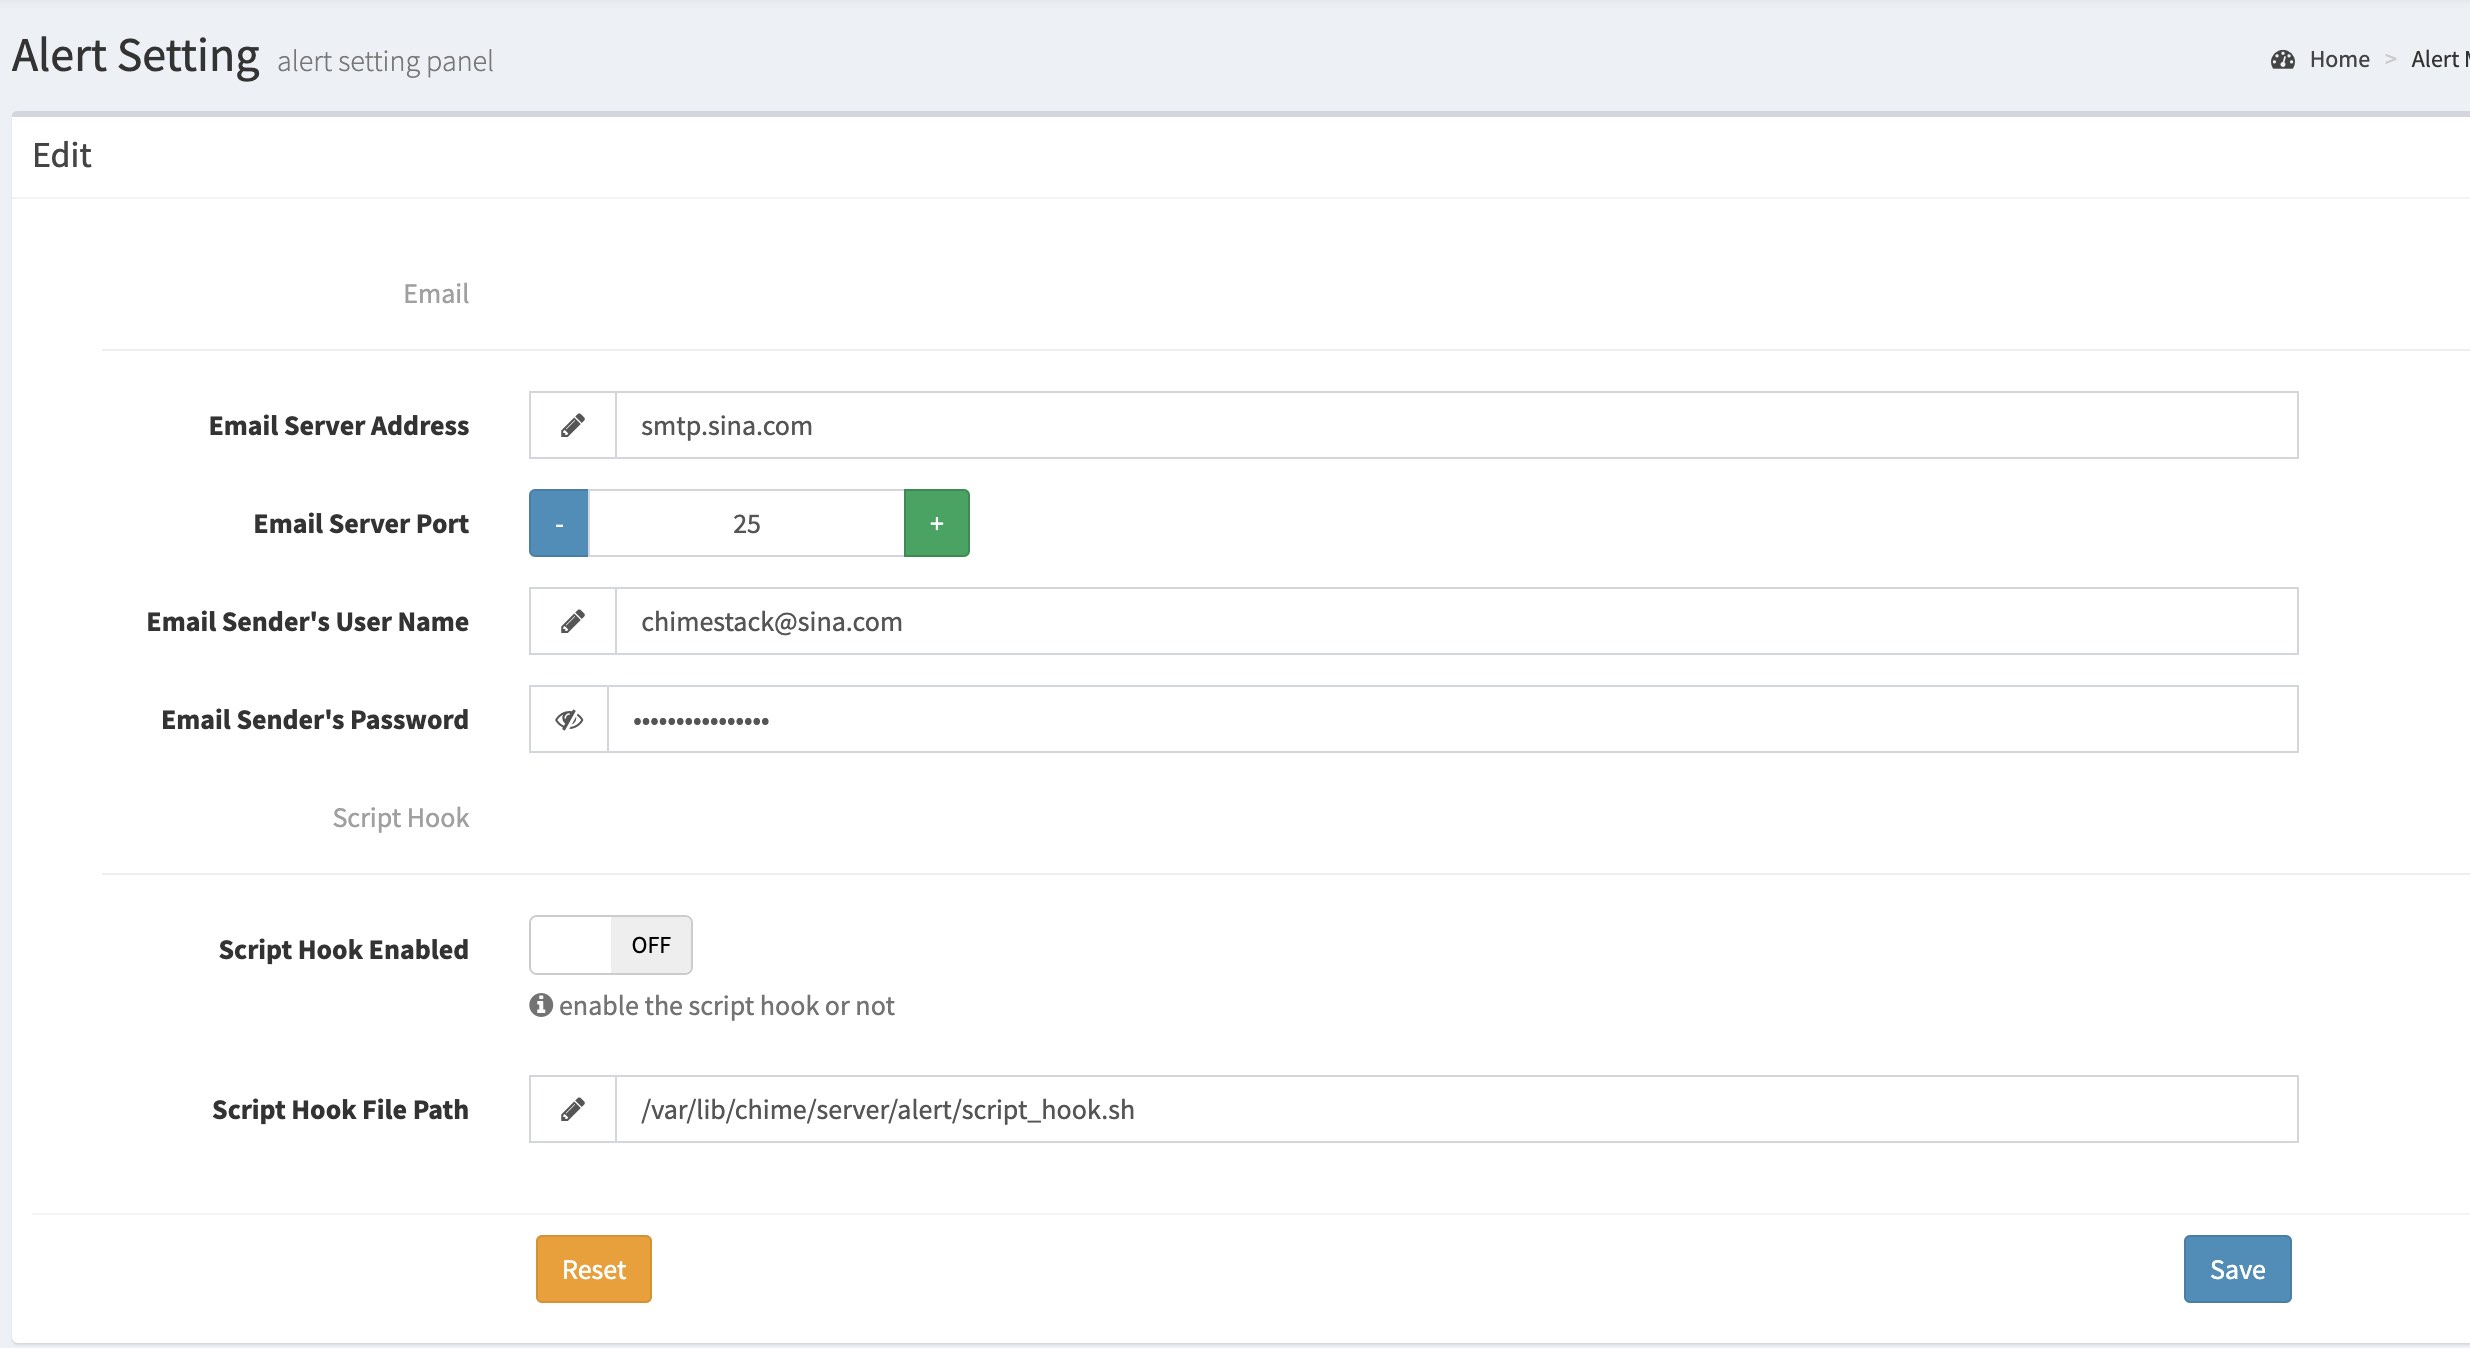 Alert Setting alert setting panel
Home > Alert
Edit
Email
Email Server Address smtp.sina.com
Email Server Port - 25 +
Email Sender's User Name chimestack@sina.com
Email Sender's Password ••••••••••••••••
Script Hook
Script Hook Enabled OFF
enable the script hook or not
Script Hook File Path /var/lib/chime/server/alert/script_hook.sh
Reset Save